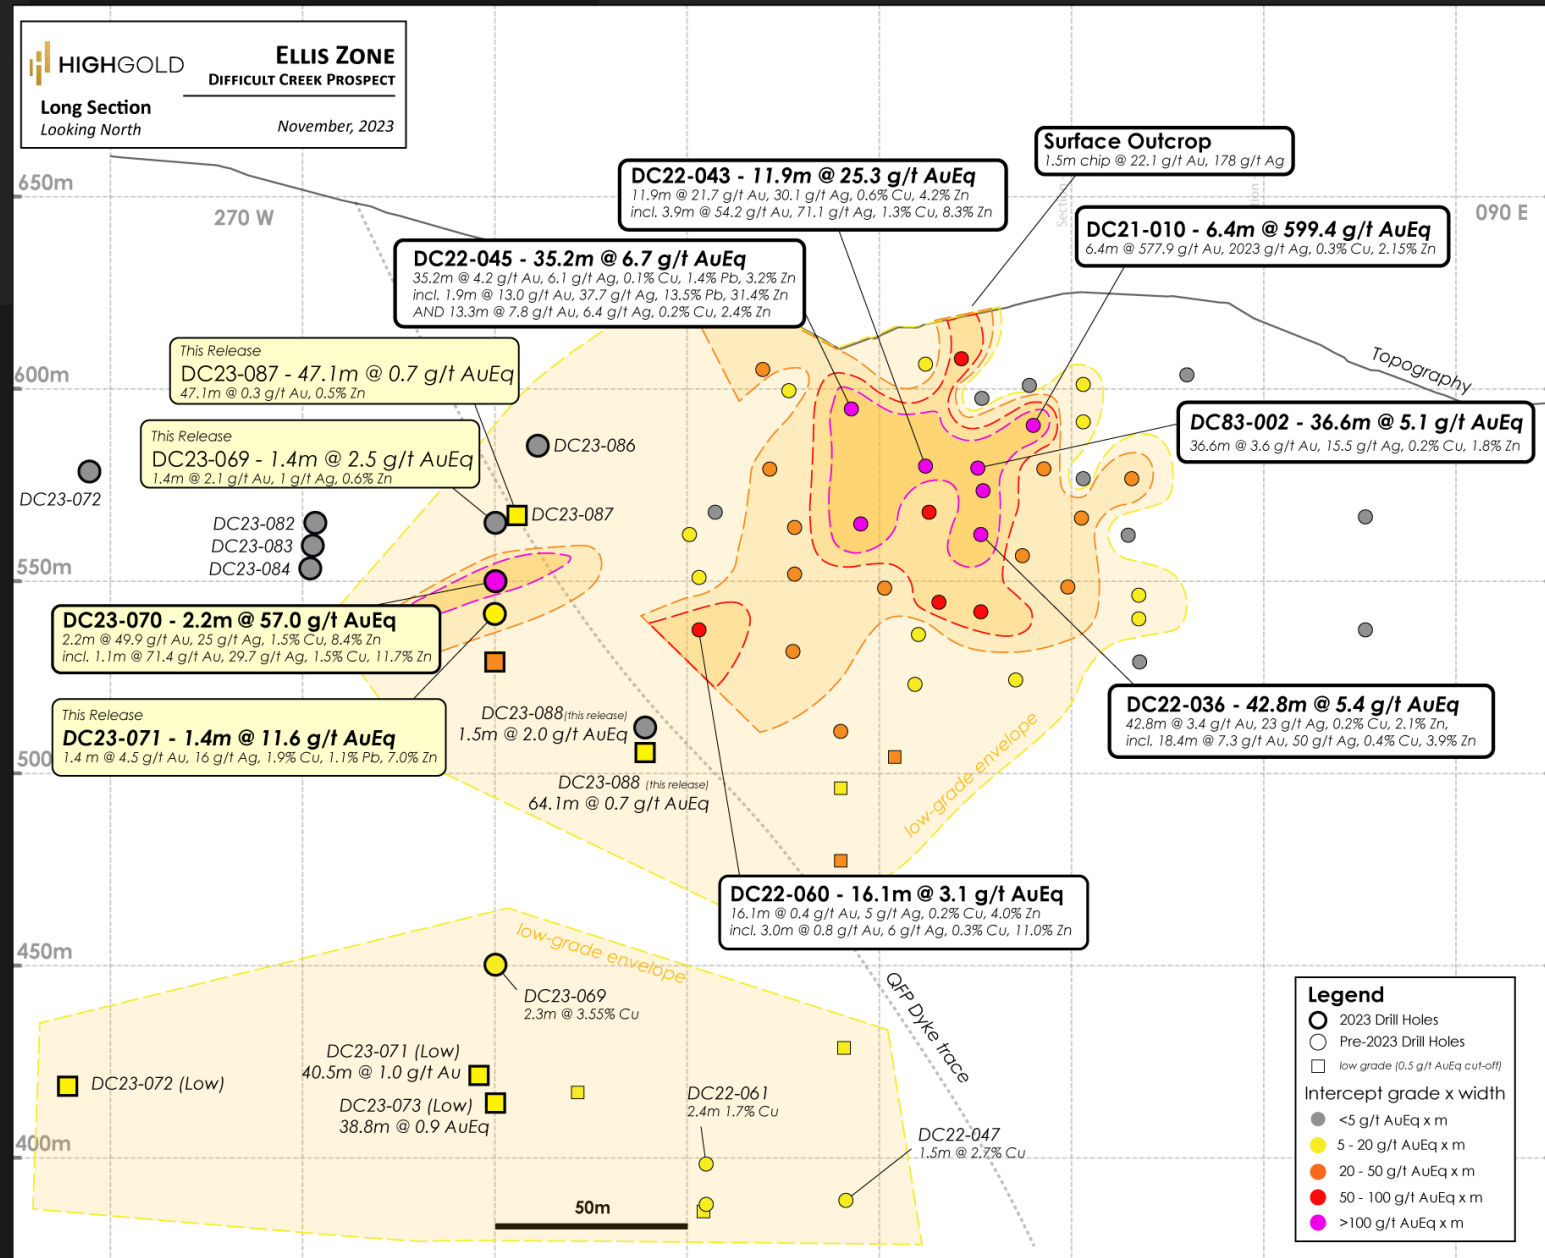 HIGHGOLD
ELLIS ZONE
DIFFICULT CREEK PROSPECT
Long Section
Looking North
November, 2023
650m
270 W
090 E
Surface Outcrop
1.5m chip @ 22.1 g/t Au, 178 g/t Ag
Section
DC22-043 - 11.9m @ 25.3 g/t AuEq
11.9m @ 21.7 g/t Au, 30.1 g/t Ag, 0.6% Cu, 4.2% Zn
incl. 3.9m @ 54.2 g/t Au, 71.1 g/t Ag, 1.3% Cu, 8.3% Zn
DC21-010 - 6.4m @ 599.4 g/t AuEq
6.4m @ 577.9 g/t Au, 2023 g/t Ag, 0.3% Cu, 2.15% Zn
DC22-045 - 35.2m @ 6.7 g/t AuEq
35.2m @ 4.2 g/t Au, 6.1 g/t Ag, 0.1% Cu, 1.4% Pb, 3.2% Zn
incl. 1.9m @ 13.0 g/t Au, 37.7 g/t Ag, 13.5% Pb, 31.4% Zn
AND 13.3m @ 7.8 g/t Au, 6.4 g/t Ag, 0.2% Cu, 2.4% Zn
This Release
DC23-087 - 47.1m @ 0.7 g/t AuEq
47.1m @ 0.3 g/t Au, 0.5% Zn
600m
Topography
This Release
DC23-069 - 1.4m @ 2.5 g/t AuEq
1.4m @ 2.1 g/t Au, 1 g/t Ag, 0.6% Zn
DC83-002 - 36.6m @ 5.1 g/t AuEq
36.6m @ 3.6 g/t Au, 15.5 g/t Ag, 0.2% Cu, 1.8% Zn
DC23-086
DC23-072
DC23-087
DC23-082
DC23-083
DC23-084
550m
DC23-070 - 2.2m @ 57.0 g/t AuEq
2.2m @ 49.9 g/t Au, 25 g/t Ag, 1.5% Cu, 8.4% Zn
incl. 1.1m @ 71.4 g/t Au, 29.7 g/t Ag, 1.5% Cu, 11.7% Zn
This Release
DC23-071 - 1.4m @ 11.6 g/t AuEq
1.4 m @ 4.5 g/t Au, 16 g/t Ag, 1.9% Cu, 1.1% Pb, 7.0% Zn
DC23-088 (this release)
1.5m @ 2.0 g/t AuEq
DC23-088 (this release)
64.1m @ 0.7 g/t AuEq
500
DC22-036 - 42.8m @ 5.4 g/t AuEq
42.8m @ 3.4 g/t Au, 23 g/t Ag, 0.2% Cu, 2.1% Zn,
incl. 18.4m @ 7.3 g/t Au, 50 g/t Ag, 0.4% Cu, 3.9% Zn
low-grade envelope
DC22-060 - 16.1m @ 3.1 g/t AuEq
16.1m @ 0.4 g/t Au, 5 g/t Ag, 0.2% Cu, 4.0% Zn
incl. 3.0m @ 0.8 g/t Au, 6 g/t Ag, 0.3% Cu, 11.0% Zn
450m
low-grade envelope
DC23-069
2.3m @ 3.55% Cu
QFP Dyke trace
DC23-071 (Low)
40.5m @ 1.0 g/t Au
DC23-072 (Low)
DC23-073 (Low)
38.8m @ 0.9 AuEq
DC22-061
2.4m 1.7% Cu
DC22-047
1.5m @ 2.7% Cu
400m
50m
Legend
2023 Drill Holes
Pre-2023 Drill Holes
low grade (0.5 g/t AuEq cut-off)
Intercept grade x width
<5 g/t AuEq x m
5 - 20 g/t AuEq x m
20 - 50 g/t AuEq x m
50 - 100 g/t AuEq x m
>100 g/t AuEq x m